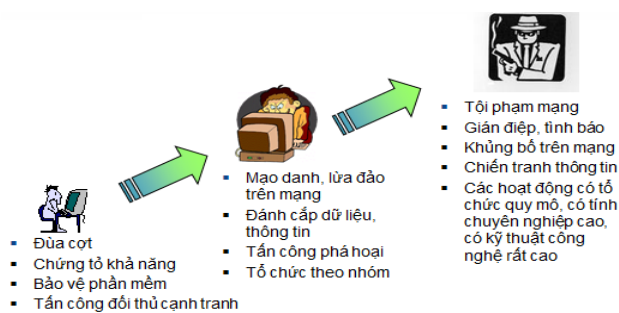 Đùa cợt
Chứng tỏ khả năng
Bảo vệ phần mềm
Tấn công đối thủ cạnh tranh
Mạo danh, lừa đảo
trên mạng
Đánh cắp dữ liệu,
thông tin
Tấn công phá hoại
Tổ chức theo nhóm
Tội phạm mạng
Gián điệp, tình báo
Khủng bố trên mạng
Chiến tranh thông tin
Các hoạt động có tổ
chức quy mô, có tính
chuyên nghiệp cao,
có kỹ thuật công
nghệ rất cao